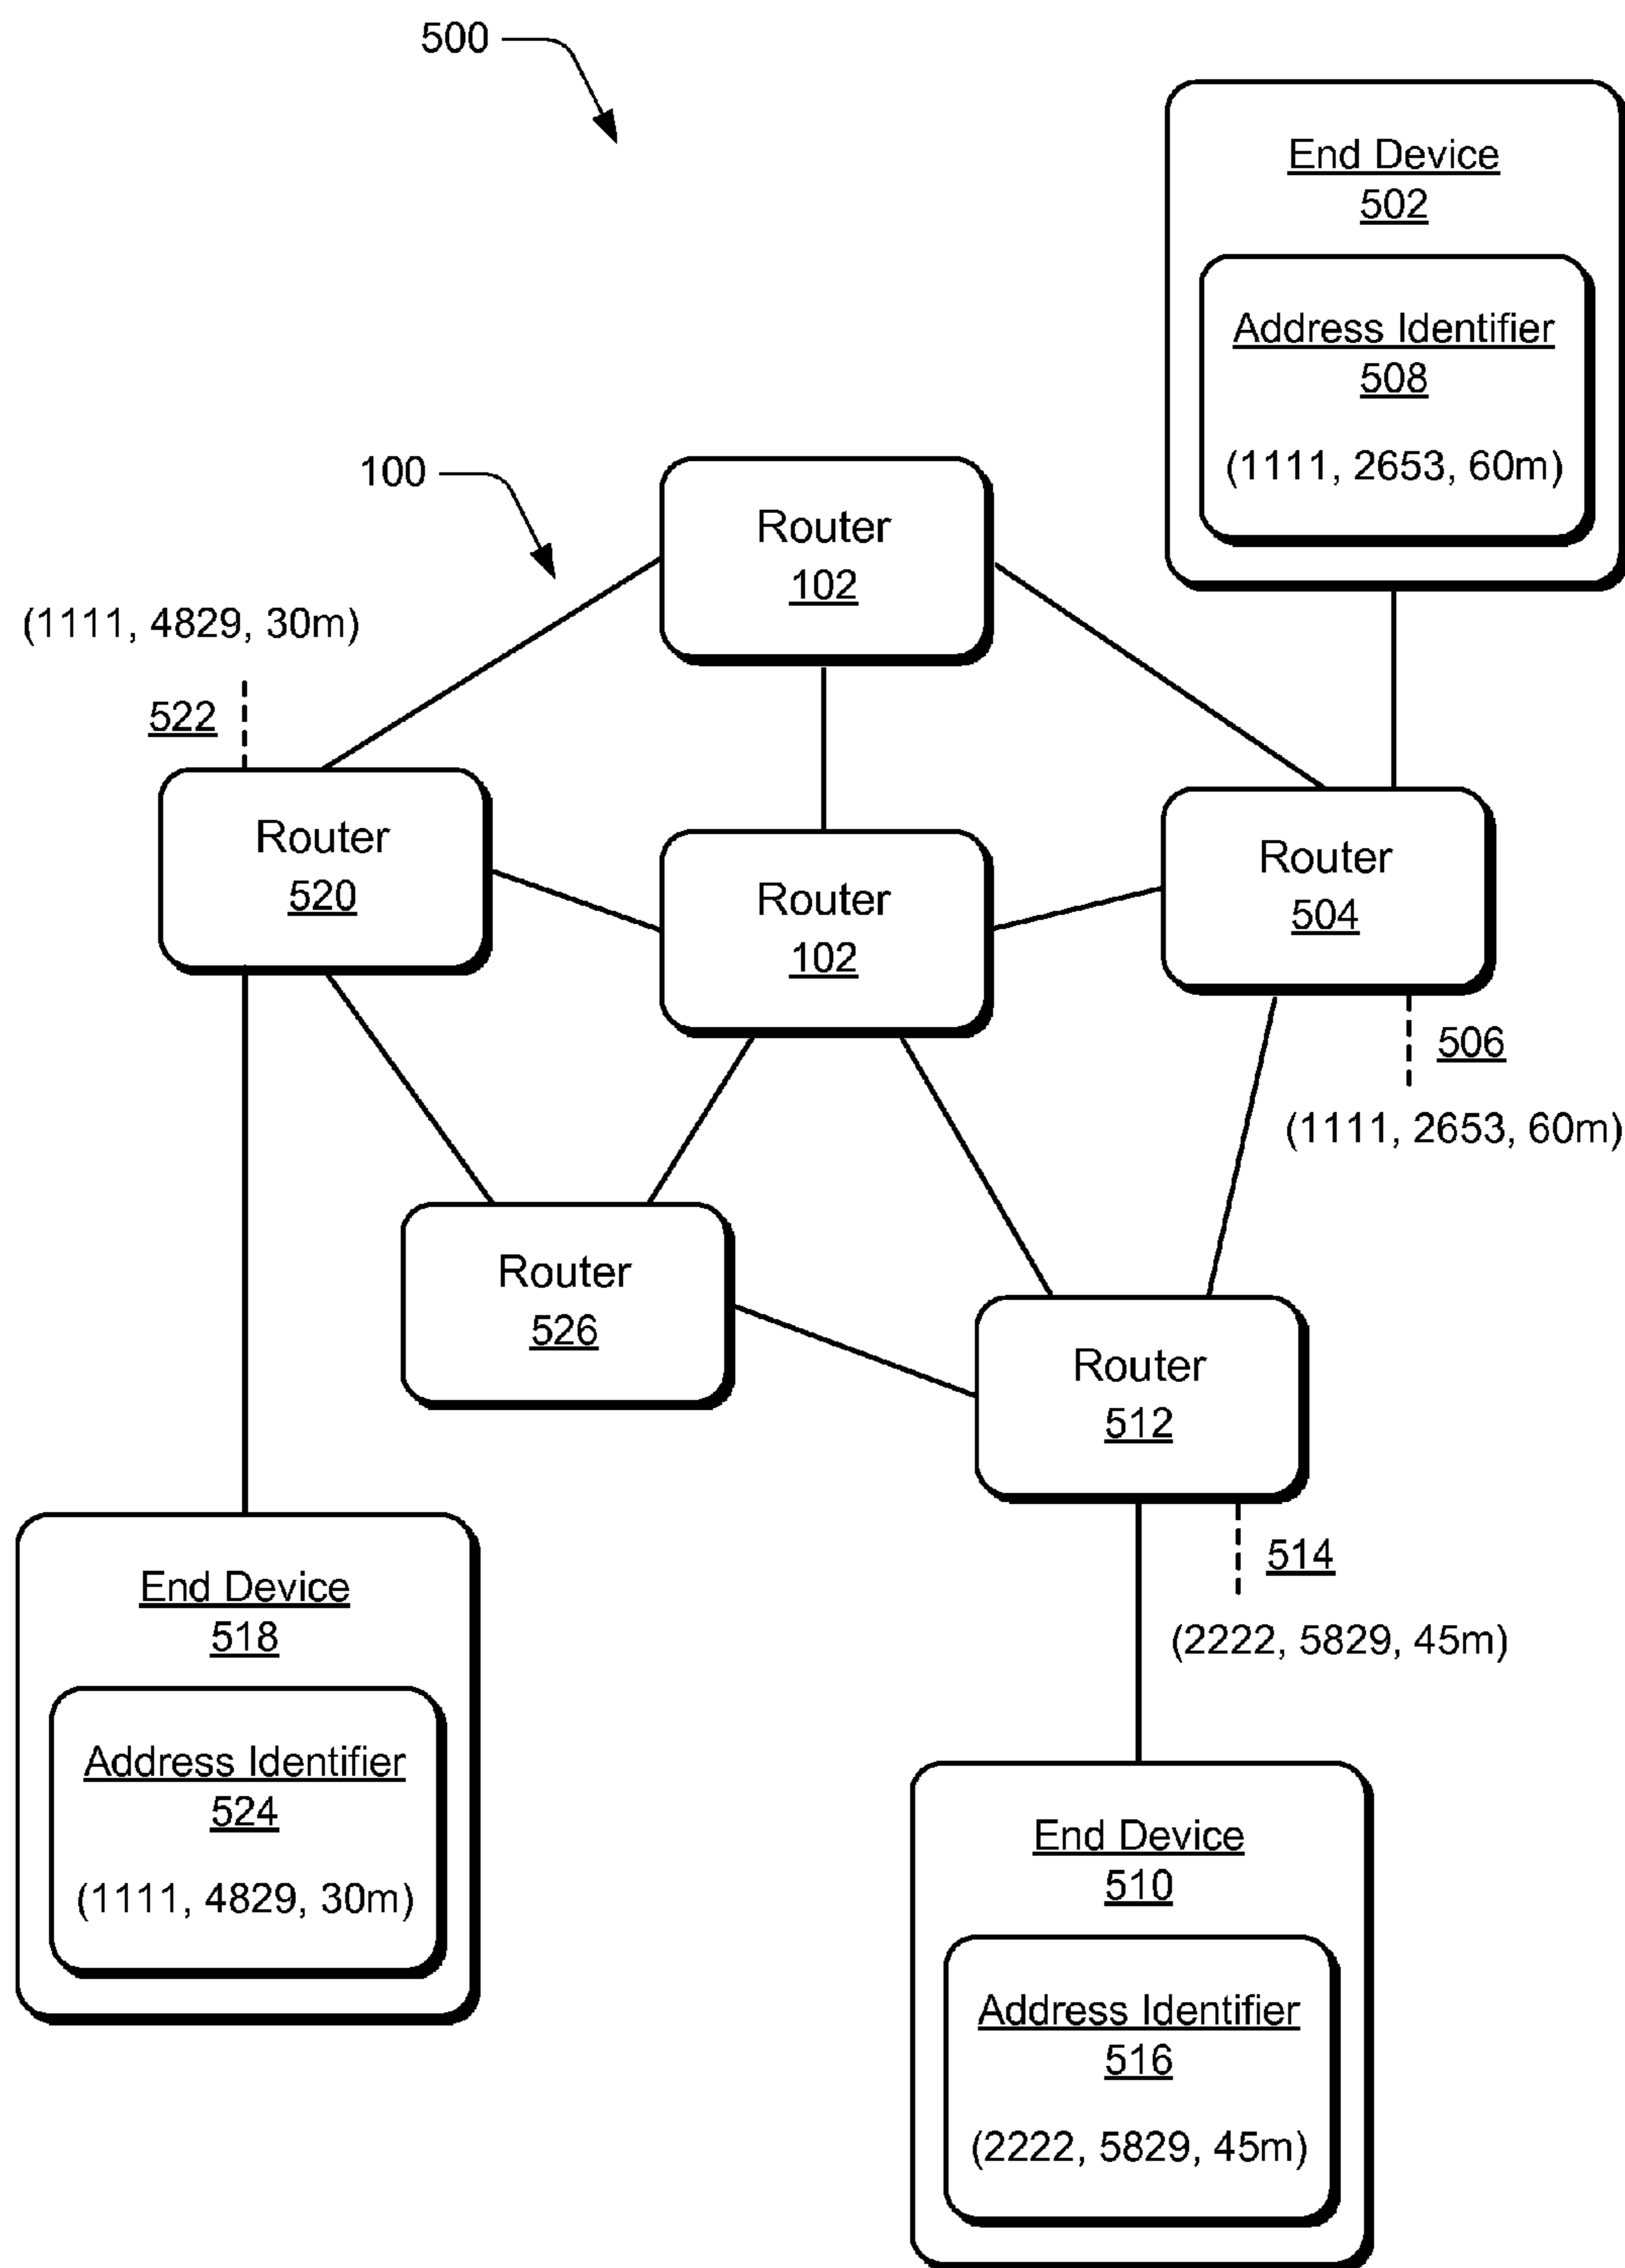 500
End Device
502
Address Identifier
508
(1111, 2653, 60m)
100
Router
102
(1111, 4829, 30m)
522
Router
520
Router
102
Router
504
506
(1111, 2653, 60m)
Router
526
Router
512
514
(2222, 5829, 45m)
End Device
518
Address Identifier
524
(1111, 4829, 30m)
End Device
510
Address Identifier
516
(2222, 5829, 45m)